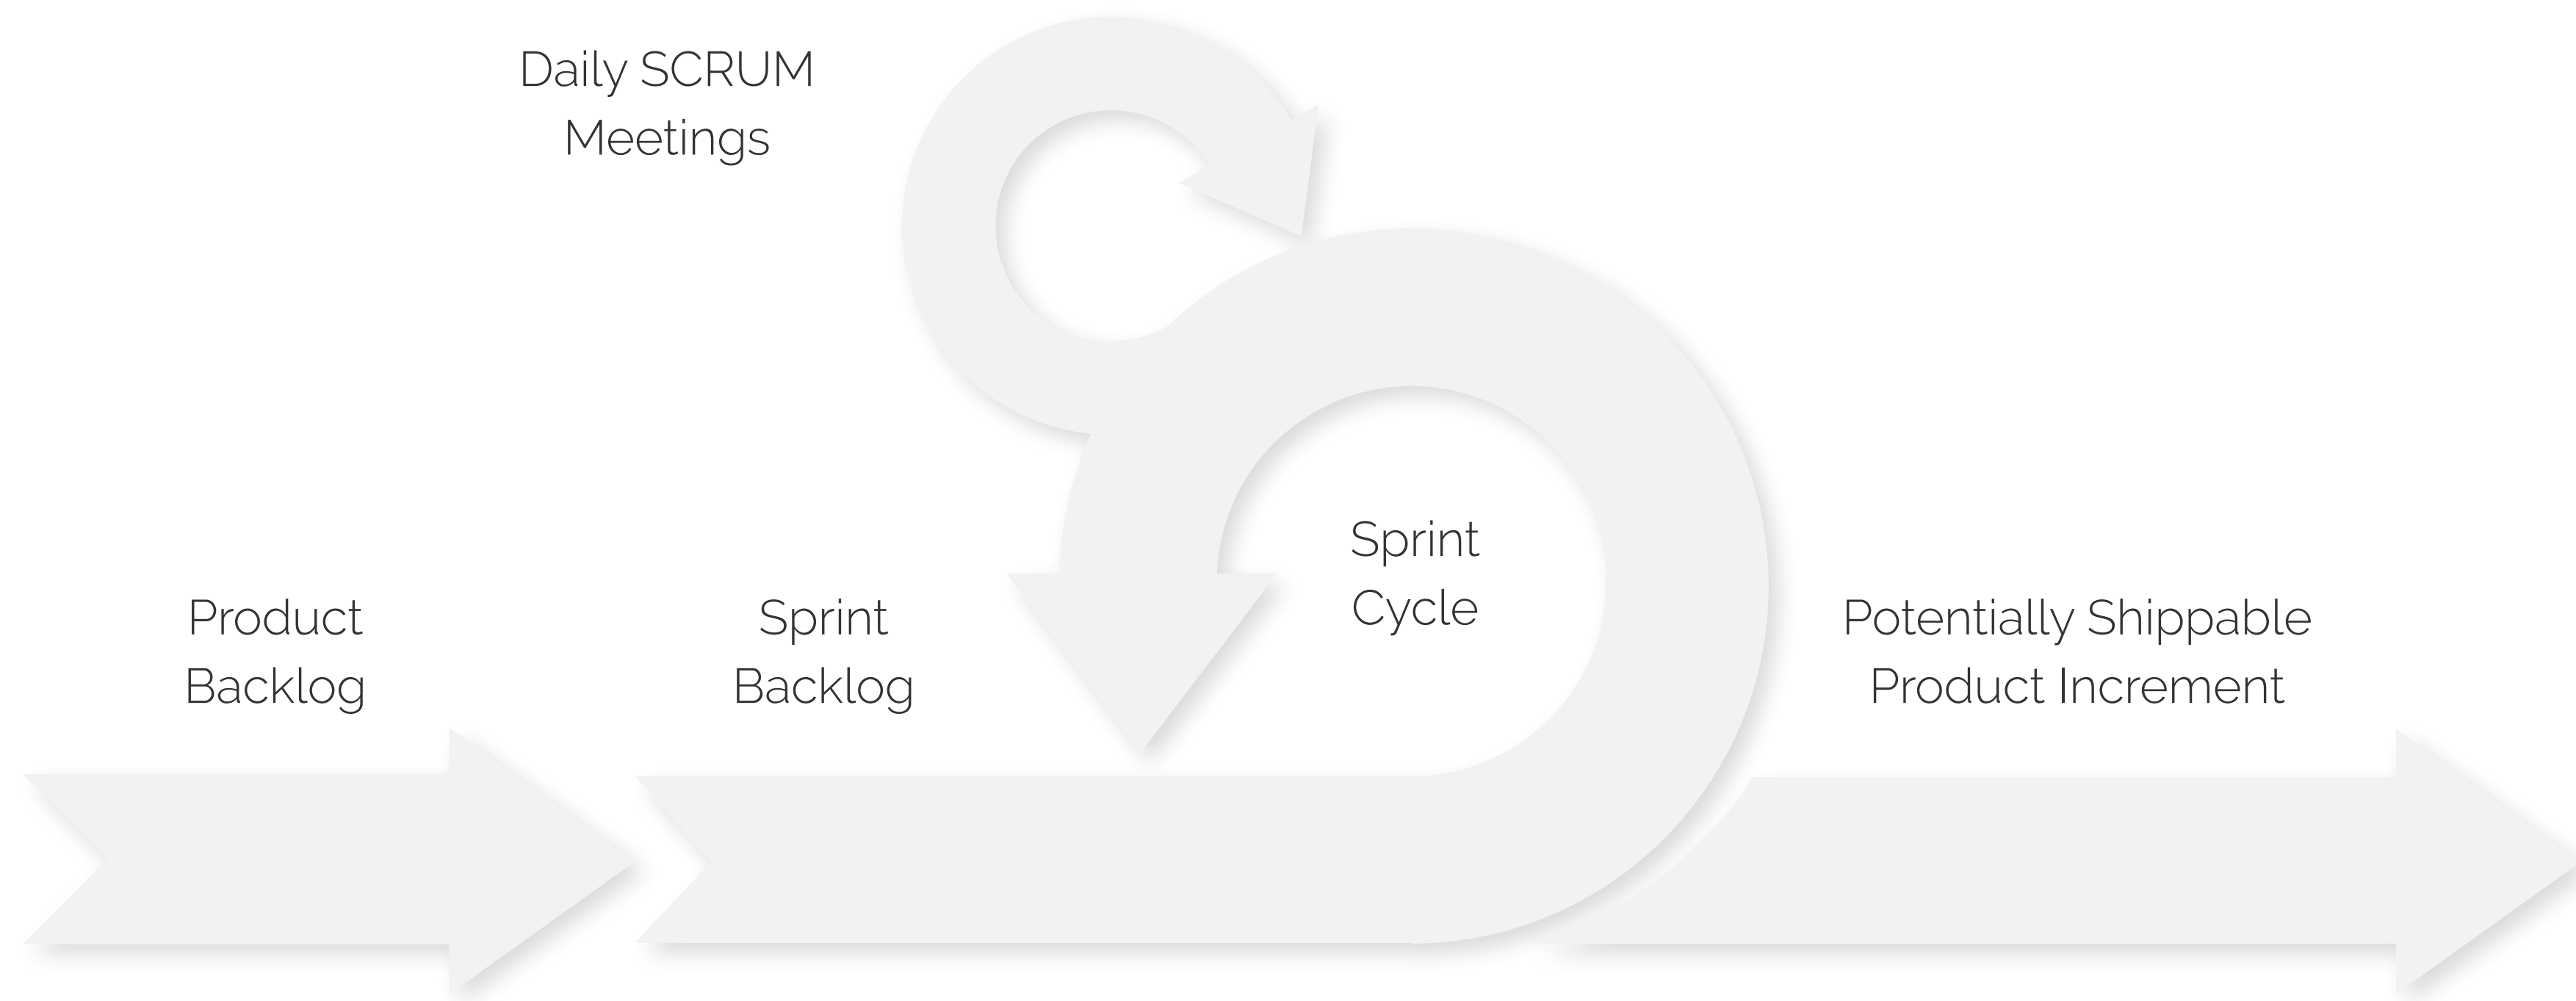 Daily SCRUM
Meetings
Sprint
Cycle
Product
Backlog
Sprint
Backlog
Potentially Shippable
Product Increment